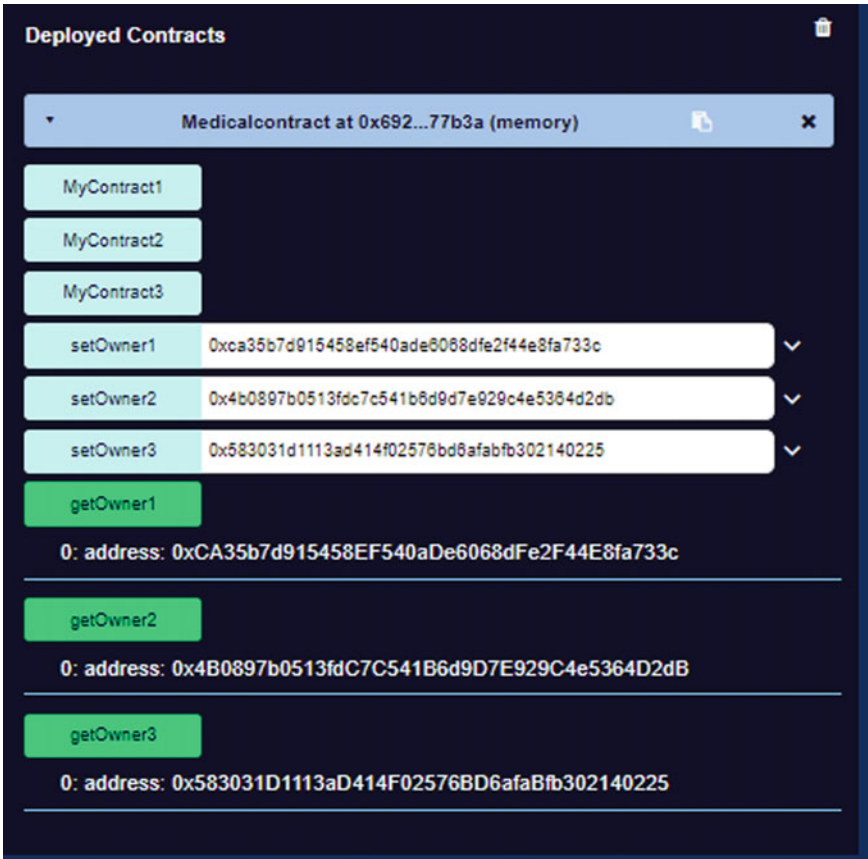 Deployed Contracts
Medicalcontract at 0x692...77b3a (memory)
MyContract1
MyContract2
MyContract3
setOwner1 0xca35b7d915458ef540ade6068dfe2f44e8fa733c
setOwner2 0x4b0897b0513fdc7c541b6d9d7e929c4e5364d2db
setOwner3 0x583031d1113ad414f02576bd6afabfb302140225
getOwner1
0: address: 0xCA35b7d915458EF540aDe6068dFe2F44E8fa733c
getOwner2
0: address: 0x4B0897b0513fdC7C541B6d9D7E929C4e5364D2dB
getOwner3
0: address: 0x583031D1113aD414F02576BD6afaBfb302140225